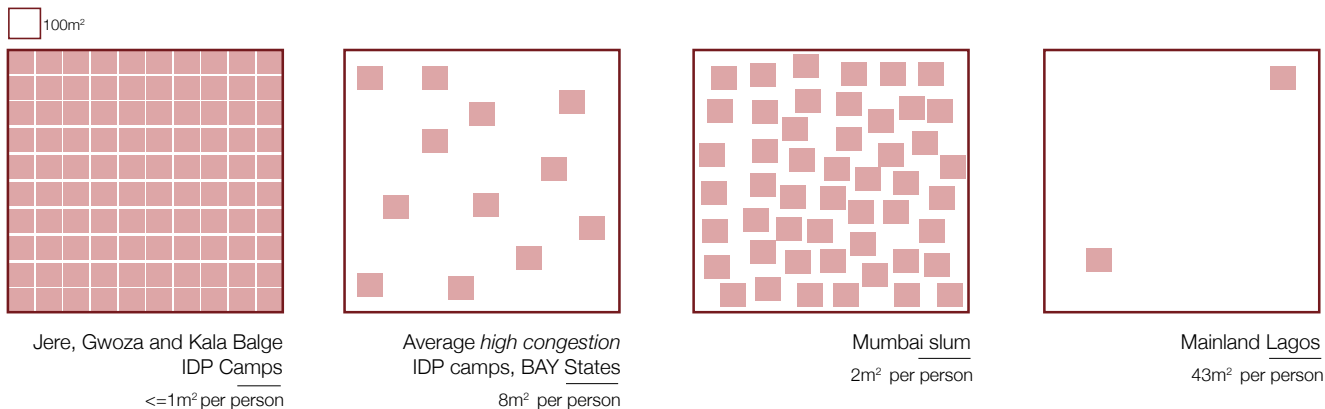 100m²
Jere, Gwoza and Kala Balge
IDP Camps
<=1m² per person
Average high congestion
IDP camps, BAY States
8m² per person
Mumbai slum
2m² per person
Mainland Lagos
43m² per person